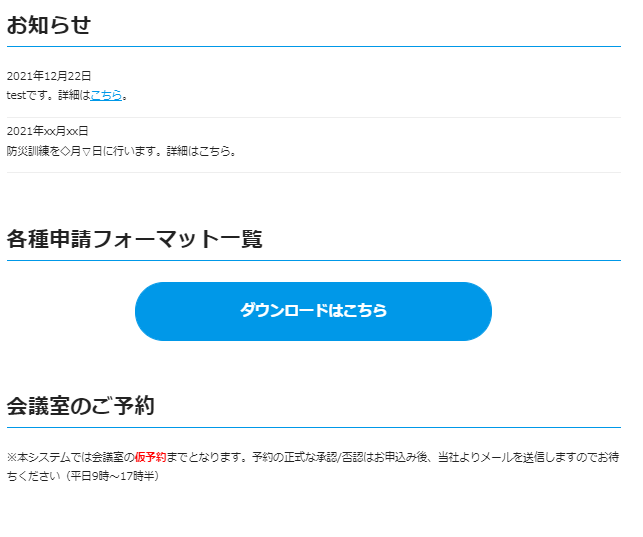 お知らせ
2021年12月22日
testです。詳細はこちら。
2021年xx月xx日
防災訓練を◇月▽日に行います。詳細はこちら。
各種申請フォーマット一覧
ダウンロードはこちら
会議室のご予約
※本システムでは会議室の仮予約までとなります。予約の正式な承認/否認はお申込み後、当社よりメールを送信しますのでお待
ちください（平日9時～17時半）